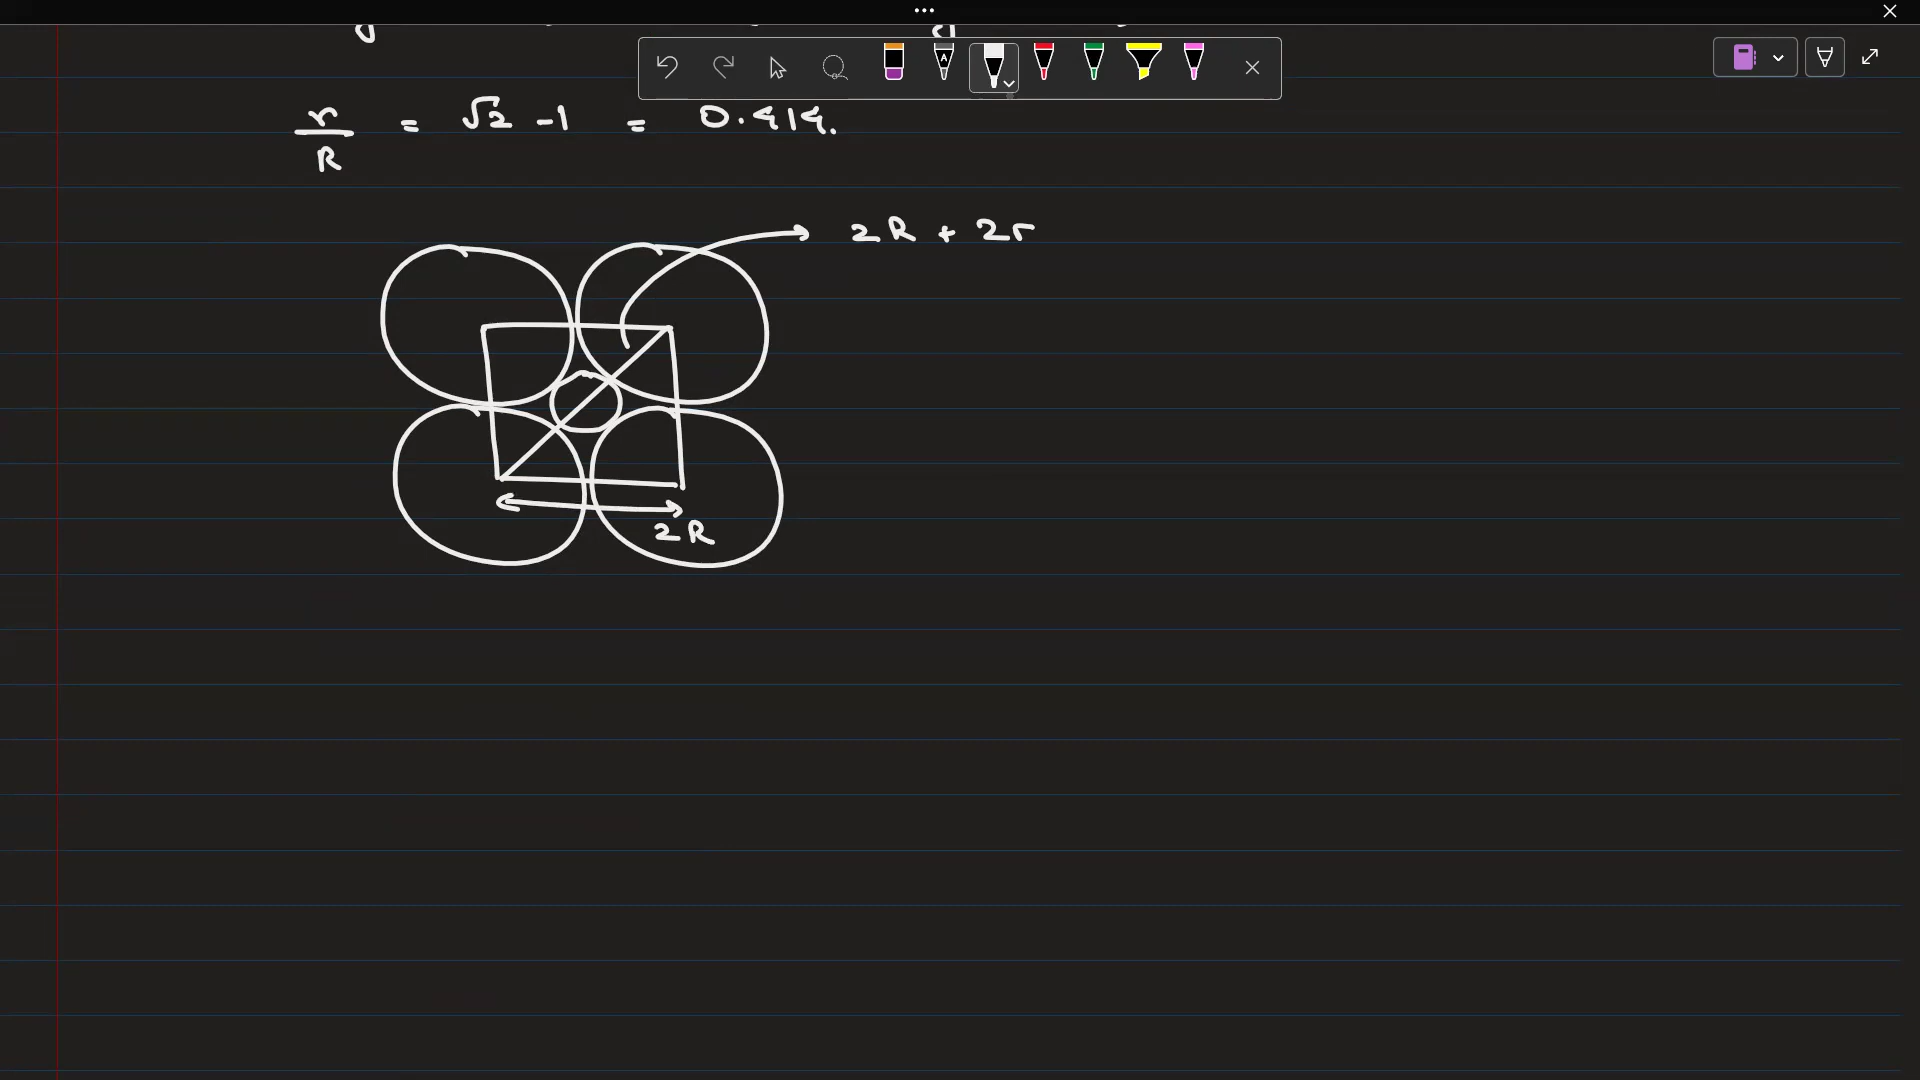 r/R = √2 - 1 = 0.414.
2R + 2r
2R